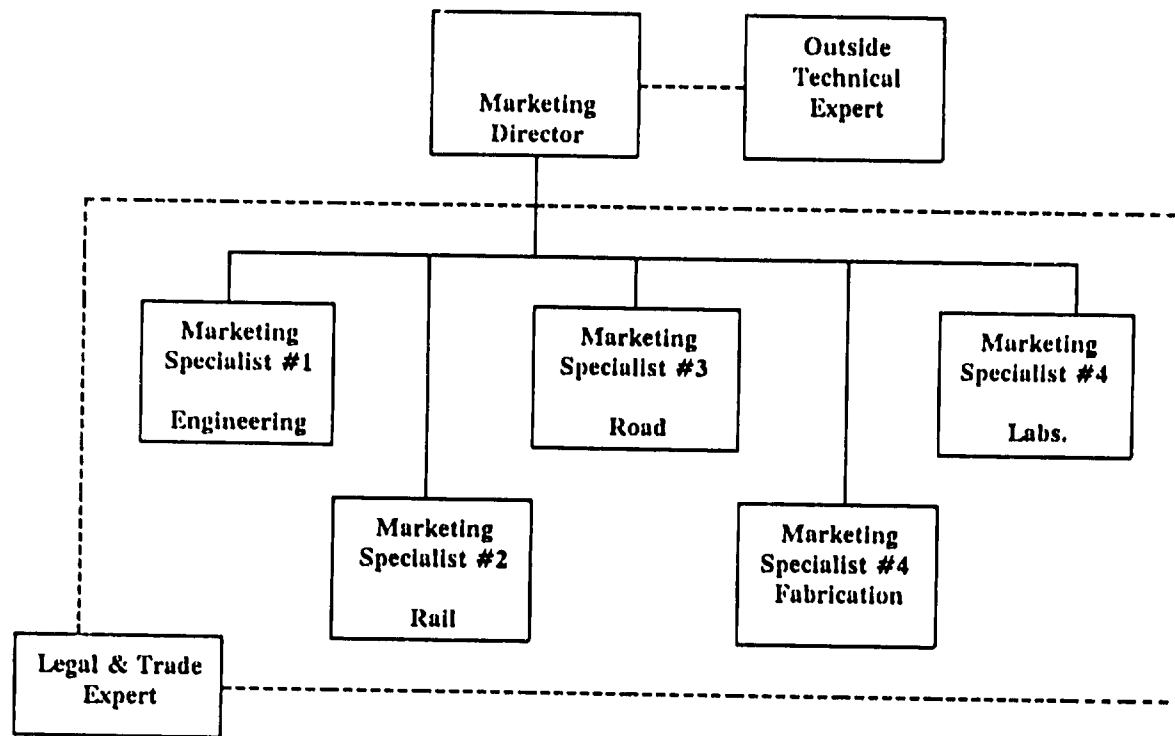 Marketing
Director
Outside
Technical
Expert
Marketing
Specialist #1
Engineering
Marketing
Specialist #3
Road
Marketing
Specialist #4
Labs.
Marketing
Specialist #2
Rail
Marketing
Specialist #4
Fabrication
Legal & Trade
Expert